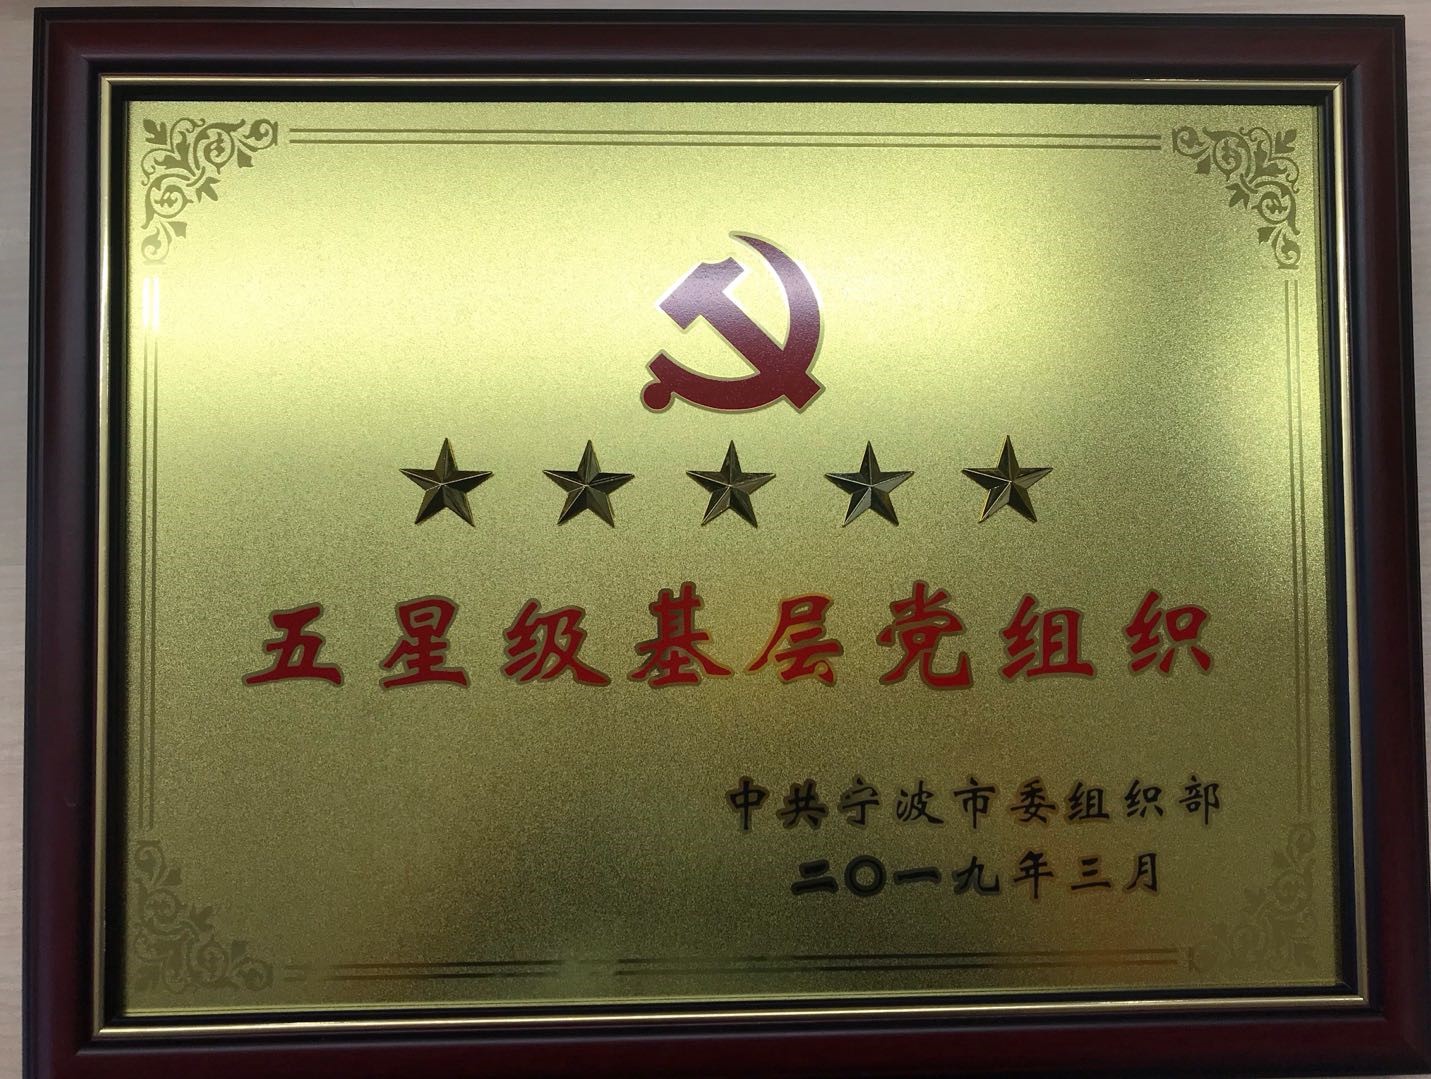 五星级基层党组织
中共宁波市委组织部
二〇一九年三月